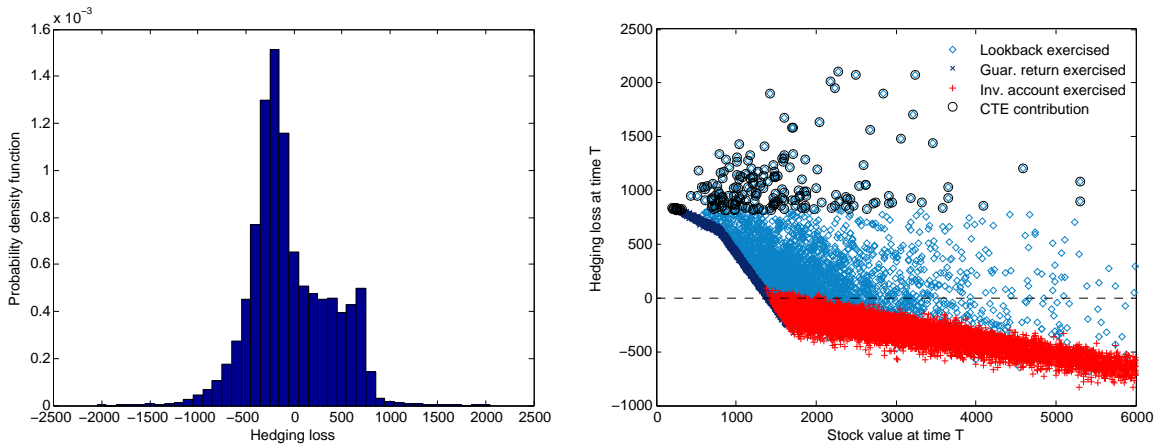 x 10⁻³
1.6
1.4
1.2
1
0.8
0.6
0.4
0.2
0
Probability density function
−2500 −2000 −1500 −1000 −500 0 500 1000 1500 2000 2500
Hedging loss
2500
2000
1500
1000
500
0
−500
−1000
Hedging loss at time T
Lookback exercised
Guar. return exercised
Inv. account exercised
CTE contribution
0 1000 2000 3000 4000 5000 6000
Stock value at time T